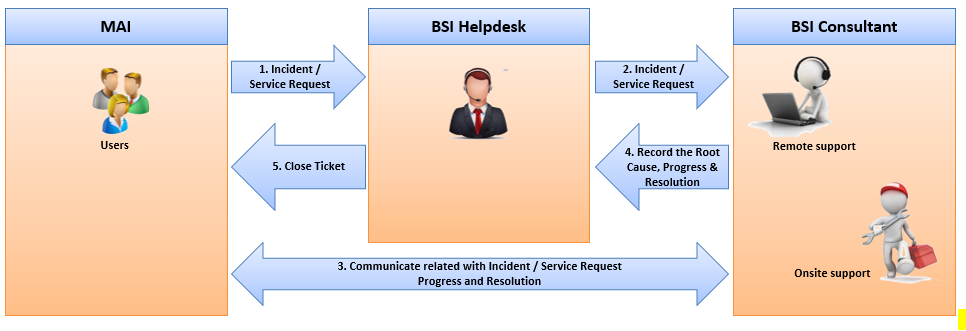 MAI
BSI Helpdesk
BSI Consultant
1. Incident /
Service Request
2. Incident /
Service Request
Users
Remote support
5. Close Ticket
4. Record the Root
Cause, Progress &
Resolution
3. Communicate related with Incident / Service Request
Progress and Resolution
Onsite support